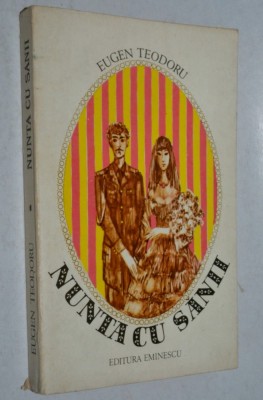 EUGEN TEODORU
NUNTA CU SANII
EDITURA EMINESCU
EUGEN TEODORU * NUNTA CU SANII